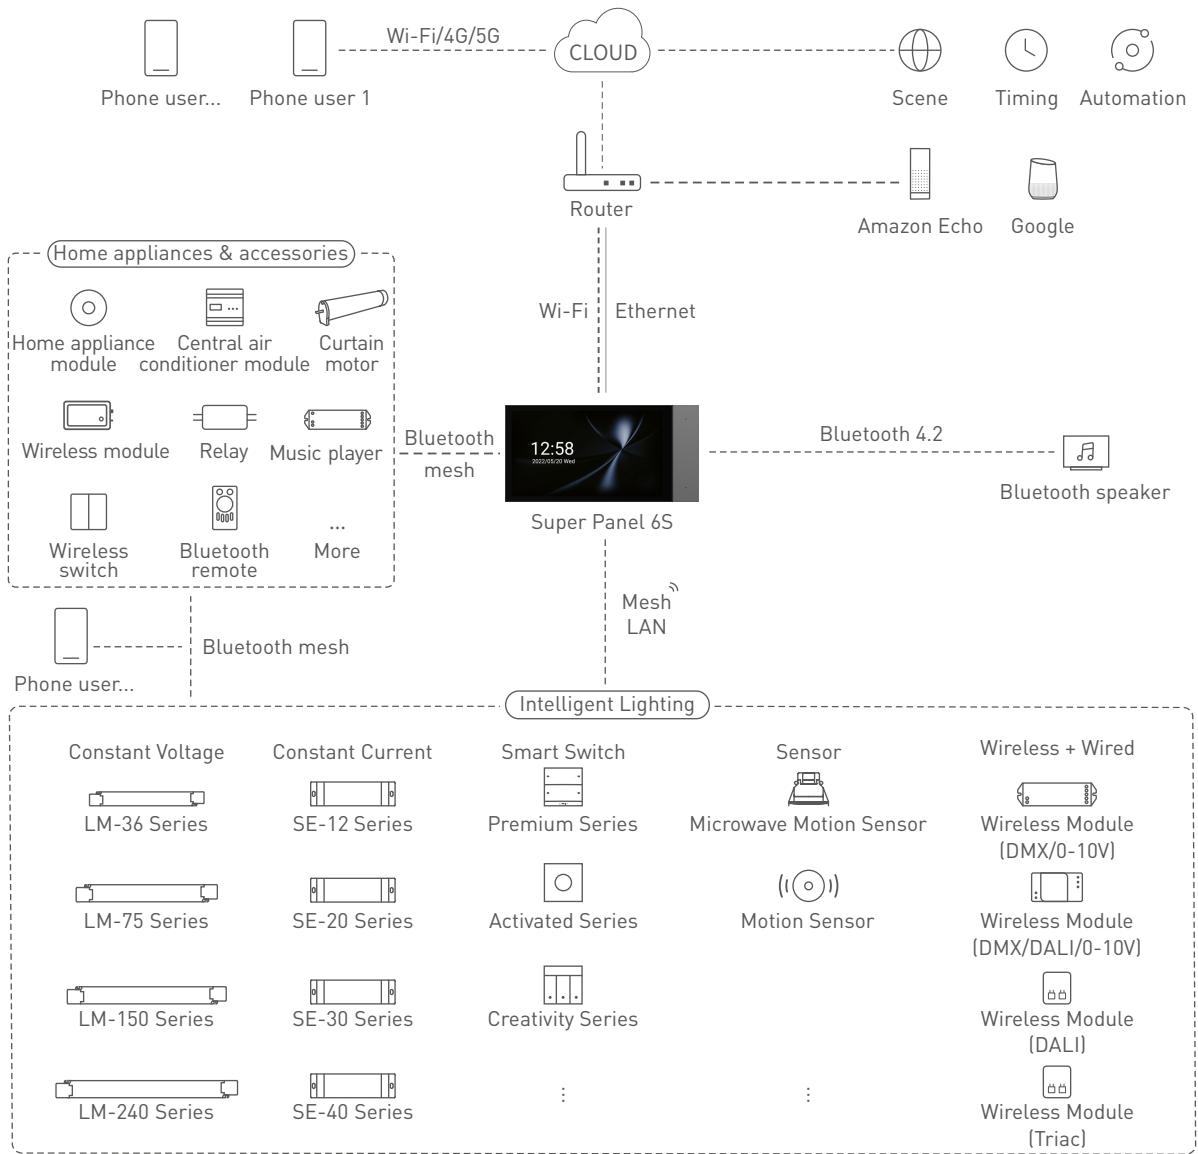 Wi-Fi/4G/5G
CLOUD
Phone user...
Phone user 1
Scene
Timing
Automation
Router
Amazon Echo
Google
Home appliances & accessories
Wi-Fi
Ethernet
Home appliance
module
Central air
conditioner module
Curtain
motor
Wireless module
Relay
Music player
Wireless
switch
Bluetooth
remote
...
More
Bluetooth
mesh
12:58
2022/05/20 Wed
Super Panel 6S
Bluetooth 4.2
Bluetooth speaker
Mesh
LAN
Phone user...
Bluetooth mesh
Intelligent Lighting
Constant Voltage
LM-36 Series
LM-75 Series
LM-150 Series
LM-240 Series
Constant Current
SE-12 Series
SE-20 Series
SE-30 Series
SE-40 Series
Smart Switch
Premium Series
Activated Series
Creativity Series
⋮
Sensor
Microwave Motion Sensor
Motion Sensor
⋮
Wireless + Wired
Wireless Module
(DMX/0-10V)
Wireless Module
(DMX/DALI/0-10V)
Wireless Module
(DALI)
Wireless Module
(Triac)